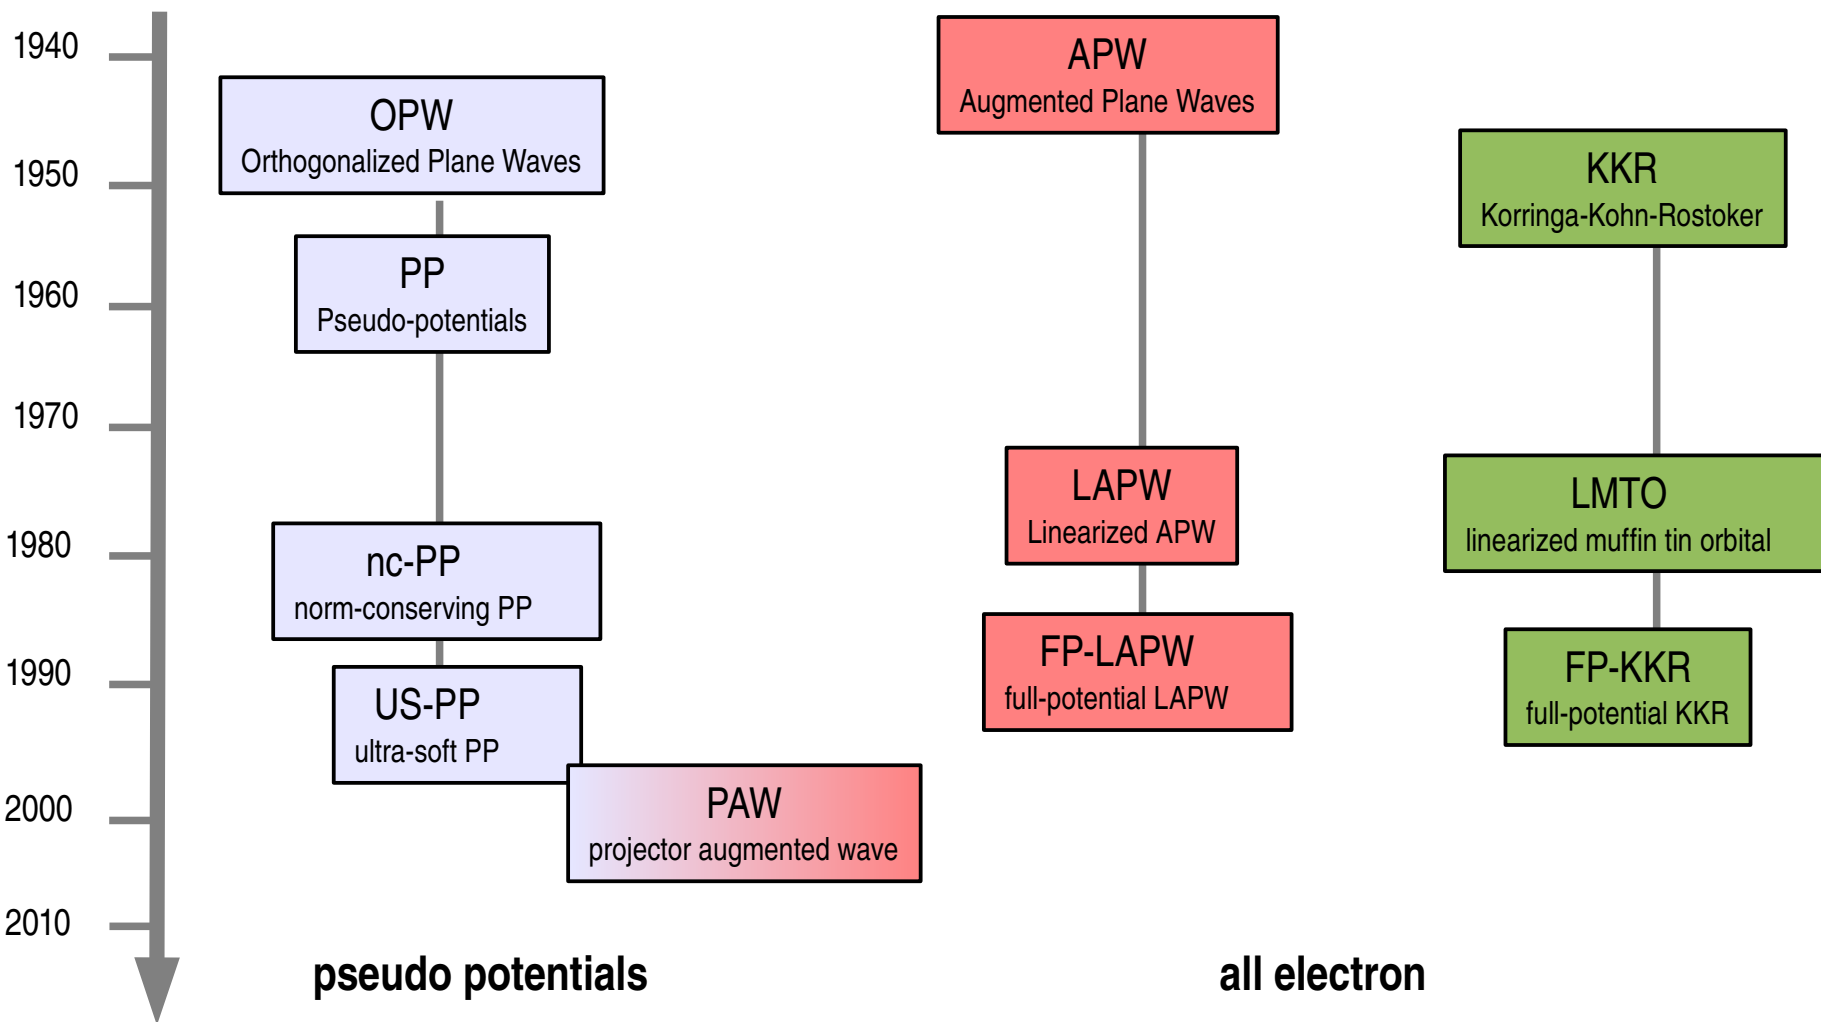 1940
1950
1960
1970
1980
1990
2000
2010
OPW
Orthogonalized Plane Waves
PP
Pseudo-potentials
nc-PP
norm-conserving PP
US-PP
ultra-soft PP
PAW
projector augmented wave
APW
Augmented Plane Waves
LAPW
Linearized APW
FP-LAPW
full-potential LAPW
KKR
Korringa-Kohn-Rostoker
LMTO
linearized muffin tin orbital
FP-KKR
full-potential KKR
pseudo potentials
all electron